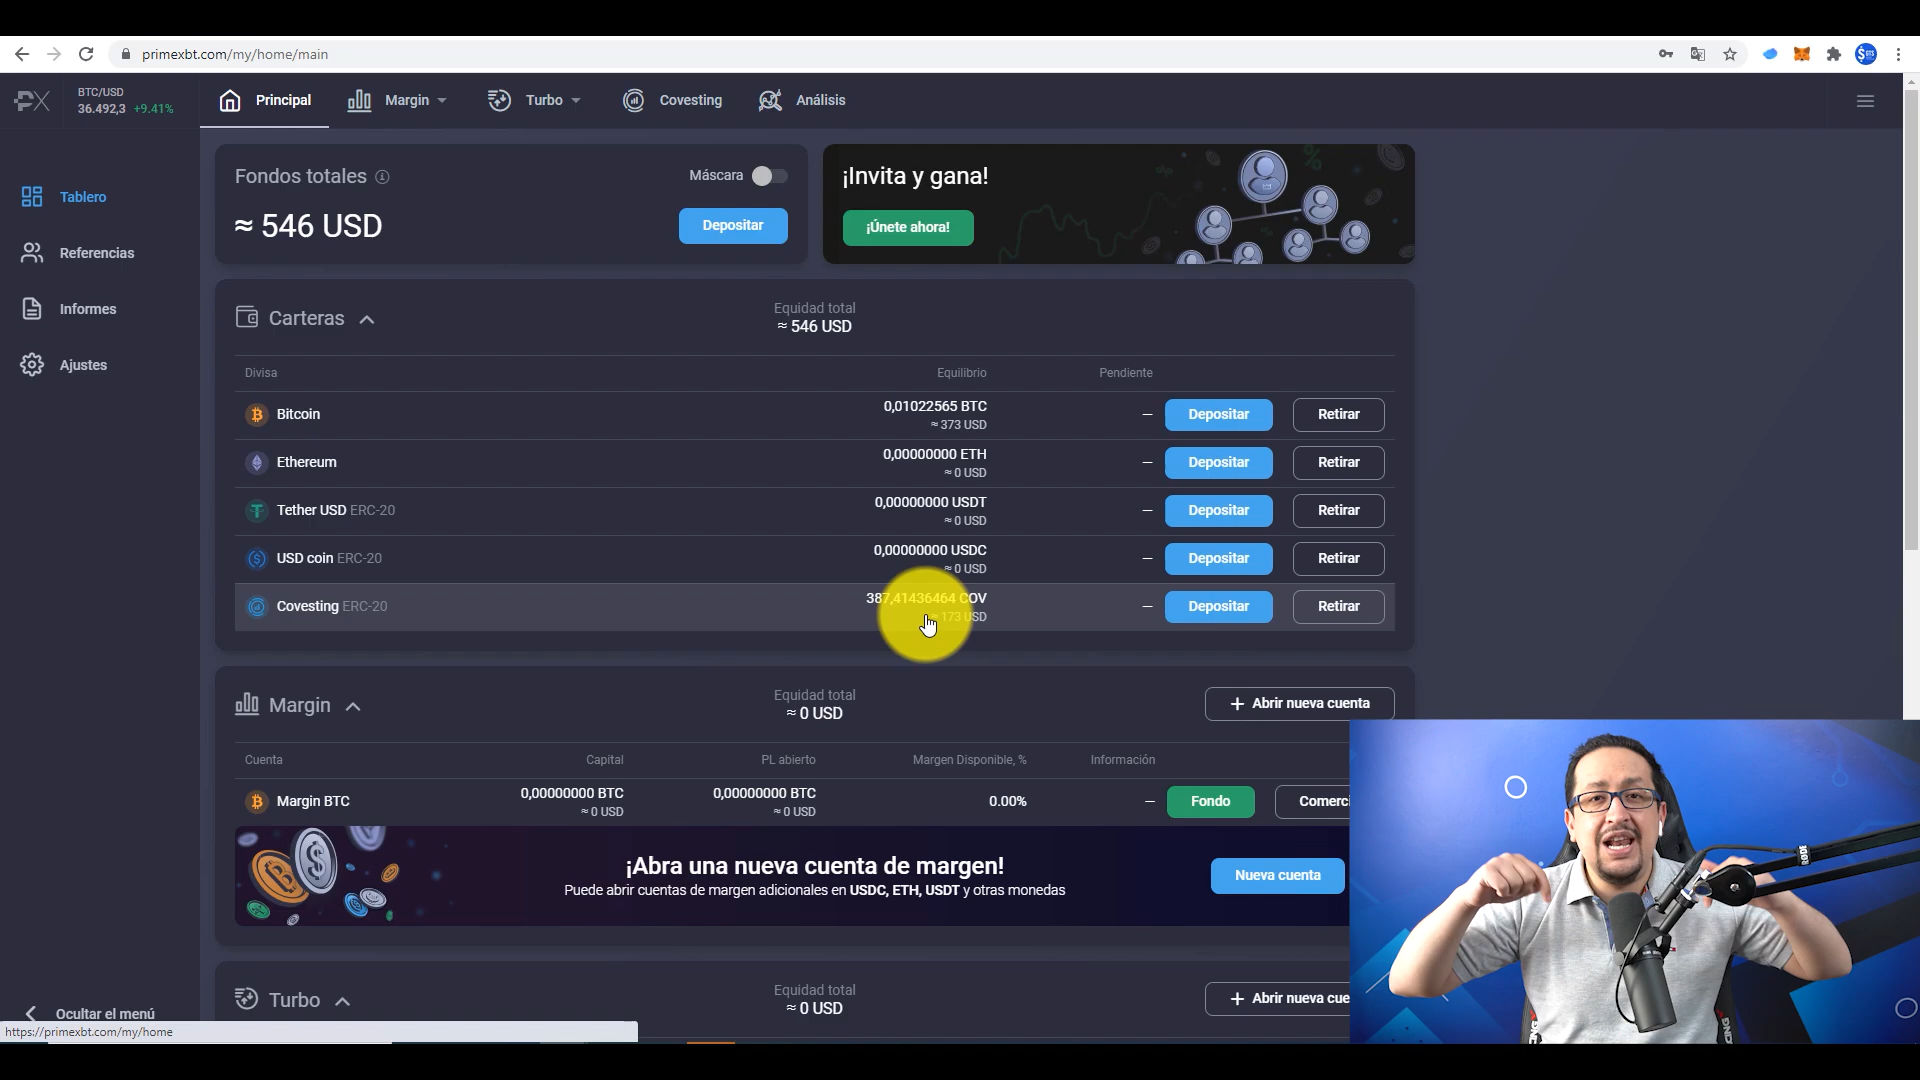 primexbt.com/my/home/main
BTC/USD
36.492,3 +9.41%
Principal
Margin
Turbo
Covesting
Análisis
Tablero
Referencias
Informes
Ajustes
Ocultar el menú
https://primexbt.com/my/home
Fondos totales
Máscara
≈ 546 USD
Depositar
¡Invita y gana!
¡Únete ahora!
Carteras
Equidad total
≈ 546 USD
Divisa Equilibrio Pendiente
Bitcoin 0,01022565 BTC – Depositar Retirar
≈ 373 USD
Ethereum 0,00000000 ETH – Depositar Retirar
≈ 0 USD
Tether USD ERC-20 0,00000000 USDT – Depositar Retirar
≈ 0 USD
USD coin ERC-20 0,00000000 USDC – Depositar Retirar
≈ 0 USD
Covesting ERC-20 387,41436464 COV – Depositar Retirar
≈ 173 USD
Margin
Equidad total
≈ 0 USD
+ Abrir nueva cuenta
Cuenta Capital PL abierto Margen Disponible, % Información
Margin BTC 0,00000000 BTC 0,00000000 BTC 0.00% – Fondo Comerci
≈ 0 USD ≈ 0 USD
¡Abra una nueva cuenta de margen!
Puede abrir cuentas de margen adicionales en USDC, ETH, USDT y otras monedas
Nueva cuenta
Turbo
Equidad total
≈ 0 USD
+ Abrir nueva cue
RØDE